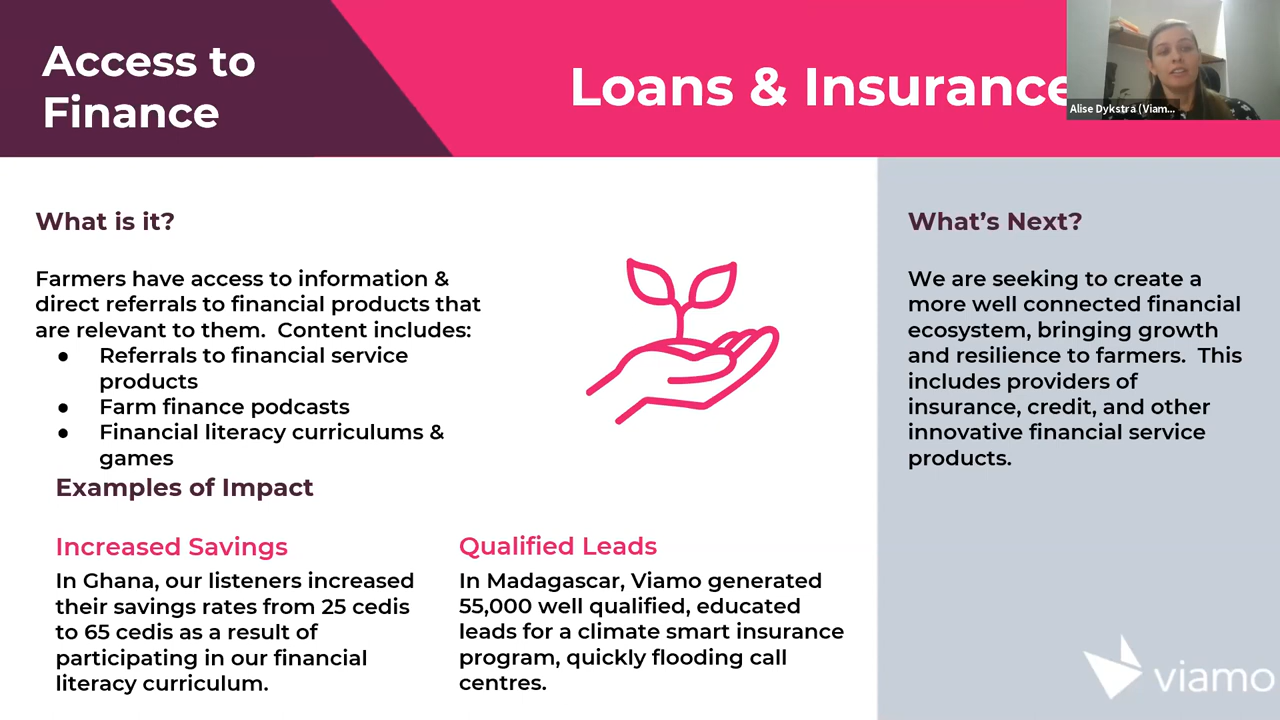 Access to
Finance
Loans & Insurance
Alise Dykstra (Viam...
What is it?
Farmers have access to information &
direct referrals to financial products that
are relevant to them.  Content includes:
● Referrals to financial service
products
● Farm finance podcasts
● Financial literacy curriculums &
games
Examples of Impact
Increased Savings
In Ghana, our listeners increased
their savings rates from 25 cedis
to 65 cedis as a result of
participating in our financial
literacy curriculum.
Qualified Leads
In Madagascar, Viamo generated
55,000 well qualified, educated
leads for a climate smart insurance
program, quickly flooding call
centres.
What’s Next?
We are seeking to create a
more well connected financial
ecosystem, bringing growth
and resilience to farmers.  This
includes providers of
insurance, credit, and other
innovative financial service
products.
viamo